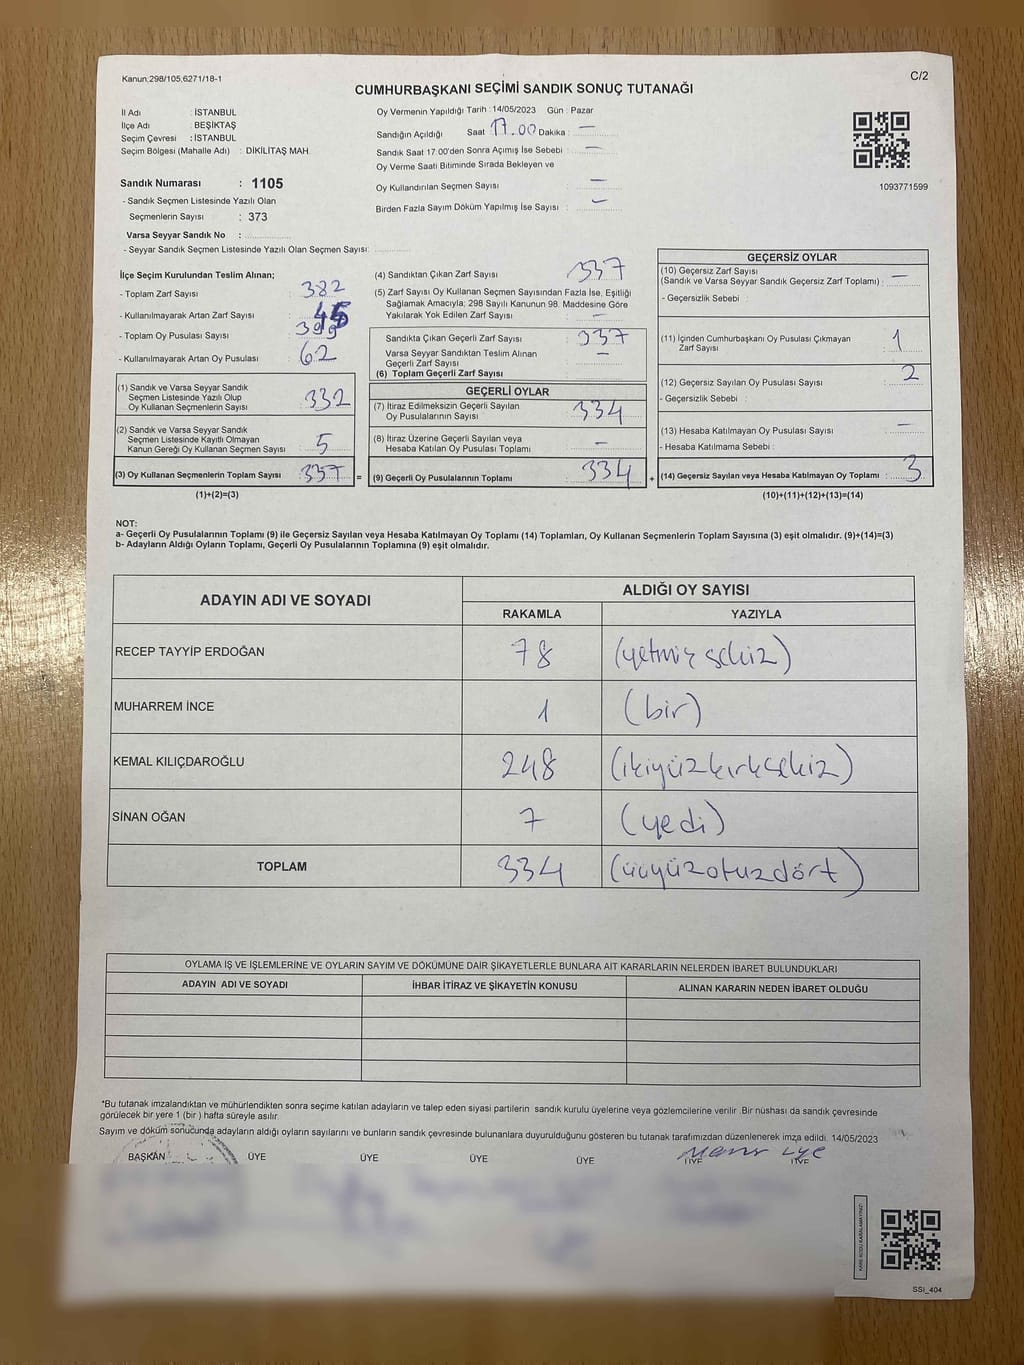 Kanun:298/105,6271/18-1
C/2
CUMHURBAŞKANI SEÇİMİ SANDIK SONUÇ TUTANAĞI
İl Adı : İSTANBUL
İlçe Adı : BEŞİKTAŞ
Seçim Çevresi : İSTANBUL
Seçim Bölgesi (Mahalle Adı) : DİKİLİTAŞ MAH.
Sandık Numarası : 1105
- Sandık Seçmen Listesinde Yazılı Olan
Seçmenlerin Sayısı : 373
Varsa Seyyar Sandık No :
- Seyyar Sandık Seçmen Listesinde Yazılı Olan Seçmen Sayısı:
Oy Vermenin Yapıldığı Tarih : 14/05/2023 Gün : Pazar
Sandığın Açıldığı Saat 17.00 Dakika : —
Sandık Saat 17:00'den Sonra Açımış İse Sebebi : —
Oy Verme Saati Bitiminde Sırada Bekleyen ve
Oy Kullandırılan Seçmen Sayısı : —
Birden Fazla Sayım Döküm Yapılmış İse Sayısı : —
1093771599
İlçe Seçim Kurulundan Teslim Alınan;
- Toplam Zarf Sayısı : 382
- Kullanılmayarak Artan Zarf Sayısı : 45
- Toplam Oy Pusulası Sayısı : 399
- Kullanılmayarak Artan Oy Pusulası : 62
(1) Sandık ve Varsa Seyyar Sandık
Seçmen Listesinde Yazılı Olup
Oy Kullanan Seçmenlerin Sayısı : 332
(2) Sandık ve Varsa Seyyar Sandık
Seçmen Listesinde Kayıtlı Olmayan
Kanun Gereği Oy Kullanan Seçmen Sayısı : 5
(3) Oy Kullanan Seçmenlerin Toplam Sayısı : 337 =
(1)+(2)=(3)
(4) Sandıktan Çıkan Zarf Sayısı : 337
(5) Zarf Sayısı Oy Kullanan Seçmen Sayısından Fazla İse, Eşitliği
Sağlamak Amacıyla; 298 Sayılı Kanunun 98. Maddesine Göre
Yakılarak Yok Edilen Zarf Sayısı : —
Sandıkta Çıkan Geçerli Zarf Sayısı : 337
Varsa Seyyar Sandıktan Teslim Alınan
Geçerli Zarf Sayısı : —
(6) Toplam Geçerli Zarf Sayısı :
GEÇERLİ OYLAR
(7) İtiraz Edilmeksizin Geçerli Sayılan
Oy Pusulalarının Sayısı : 334
(8) İtiraz Üzerine Geçerli Sayılan veya
Hesaba Katılan Oy Pusulası Toplamı : —
(9) Geçerli Oy Pusulalarının Toplamı : 334 +
GEÇERSİZ OYLAR
(10) Geçersiz Zarf Sayısı
(Sandık ve Varsa Seyyar Sandık Geçersiz Zarf Toplamı) : —
- Geçersizlik Sebebi :
(11) İçinden Cumhurbaşkanı Oy Pusulası Çıkmayan
Zarf Sayısı : 1
(12) Geçersiz Sayılan Oy Pusulası Sayısı : 2
- Geçersizlik Sebebi :
(13) Hesaba Katılmayan Oy Pusulası Sayısı : —
- Hesaba Katılmama Sebebi :
(14) Geçersiz Sayılan veya Hesaba Katılmayan Oy Toplamı : 3
(10)+(11)+(12)+(13)=(14)
NOT:
a- Geçerli Oy Pusulalarının Toplamı (9) ile Geçersiz Sayılan veya Hesaba Katılmayan Oy Toplamı (14) Toplamları, Oy Kullanan Seçmenlerin Toplam Sayısına (3) eşit olmalıdır. (9)+(14)=(3)
b- Adayların Aldığı Oyların Toplamı, Geçerli Oy Pusulalarının Toplamına (9) eşit olmalıdır.
ADAYIN ADI VE SOYADI ALDIĞI OY SAYISI
RAKAMLA YAZIYLA
RECEP TAYYİP ERDOĞAN 78 (yetmiş sekiz)
MUHARREM İNCE 1 (bir)
KEMAL KILIÇDAROĞLU 248 (ikiyüzkırksekiz)
SİNAN OĞAN 7 (yedi)
TOPLAM 334 (üçyüzotuzdört)
OYLAMA İŞ VE İŞLEMLERİNE VE OYLARIN SAYIM VE DÖKÜMÜNE DAİR ŞİKAYETLERLE BUNLARA AİT KARARLARIN NELERDEN İBARET BULUNDUKLARI
ADAYIN ADI VE SOYADI İHBAR İTİRAZ VE ŞİKAYETİN KONUSU ALINAN KARARIN NEDEN İBARET OLDUĞU
*Bu tutanak imzalandıktan ve mühürlendikten sonra seçime katılan adayların ve talep eden siyasi partilerin sandık kurulu üyelerine veya gözlemcilerine verilir .Bir nüshası da sandık çevresinde
görülecek bir yere 1 (bir ) hafta süreyle asılır.
Sayım ve döküm sonucunda adayların aldığı oyların sayılarını ve bunların sandık çevresinde bulunanlara duyurulduğunu gösteren bu tutanak tarafımızdan düzenlenerek imza edildi. 14/05/2023
BAŞKAN ÜYE ÜYE ÜYE ÜYE ÜYE ÜYE
üye
KARE KODU KARALAMAYINIZ!
SSI_404